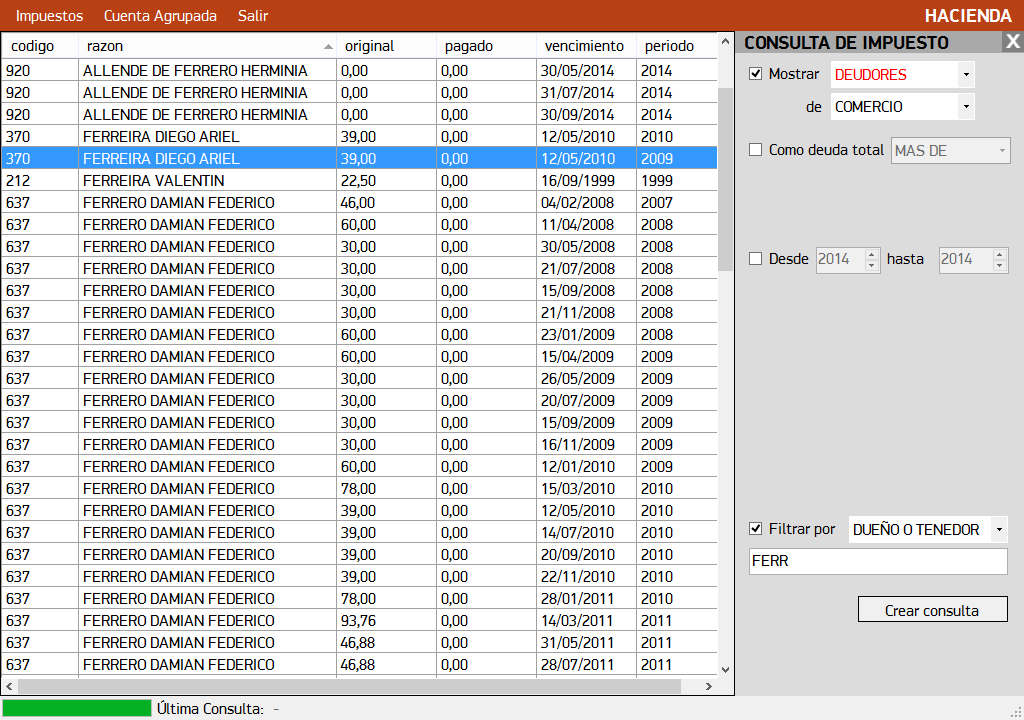 Impuestos Cuenta Agrupada Salir HACIENDA
codigo razon original pagado vencimiento periodo
920 ALLENDE DE FERRERO HERMINIA 0,00 0,00 30/05/2014 2014
920 ALLENDE DE FERRERO HERMINIA 0,00 0,00 31/07/2014 2014
920 ALLENDE DE FERRERO HERMINIA 0,00 0,00 30/09/2014 2014
370 FERREIRA DIEGO ARIEL 39,00 0,00 12/05/2010 2010
370 FERREIRA DIEGO ARIEL 39,00 0,00 12/05/2010 2009
212 FERREIRA VALENTIN 22,50 0,00 16/09/1999 1999
637 FERRERO DAMIAN FEDERICO 46,00 0,00 04/02/2008 2007
637 FERRERO DAMIAN FEDERICO 60,00 0,00 11/04/2008 2008
637 FERRERO DAMIAN FEDERICO 30,00 0,00 30/05/2008 2008
637 FERRERO DAMIAN FEDERICO 30,00 0,00 21/07/2008 2008
637 FERRERO DAMIAN FEDERICO 30,00 0,00 15/09/2008 2008
637 FERRERO DAMIAN FEDERICO 30,00 0,00 21/11/2008 2008
637 FERRERO DAMIAN FEDERICO 60,00 0,00 23/01/2009 2008
637 FERRERO DAMIAN FEDERICO 60,00 0,00 15/04/2009 2009
637 FERRERO DAMIAN FEDERICO 30,00 0,00 26/05/2009 2009
637 FERRERO DAMIAN FEDERICO 30,00 0,00 20/07/2009 2009
637 FERRERO DAMIAN FEDERICO 30,00 0,00 15/09/2009 2009
637 FERRERO DAMIAN FEDERICO 30,00 0,00 16/11/2009 2009
637 FERRERO DAMIAN FEDERICO 60,00 0,00 12/01/2010 2009
637 FERRERO DAMIAN FEDERICO 78,00 0,00 15/03/2010 2010
637 FERRERO DAMIAN FEDERICO 39,00 0,00 12/05/2010 2010
637 FERRERO DAMIAN FEDERICO 39,00 0,00 14/07/2010 2010
637 FERRERO DAMIAN FEDERICO 39,00 0,00 20/09/2010 2010
637 FERRERO DAMIAN FEDERICO 39,00 0,00 22/11/2010 2010
637 FERRERO DAMIAN FEDERICO 78,00 0,00 28/01/2011 2010
637 FERRERO DAMIAN FEDERICO 93,76 0,00 14/03/2011 2011
637 FERRERO DAMIAN FEDERICO 46,88 0,00 31/05/2011 2011
637 FERRERO DAMIAN FEDERICO 46,88 0,00 28/07/2011 2011
CONSULTA DE IMPUESTO X
Mostrar DEUDORES
de COMERCIO
Como deuda total MAS DE
Desde 2014 hasta 2014
Filtrar por DUEÑO O TENEDOR
FERR
Crear consulta
Última Consulta: -